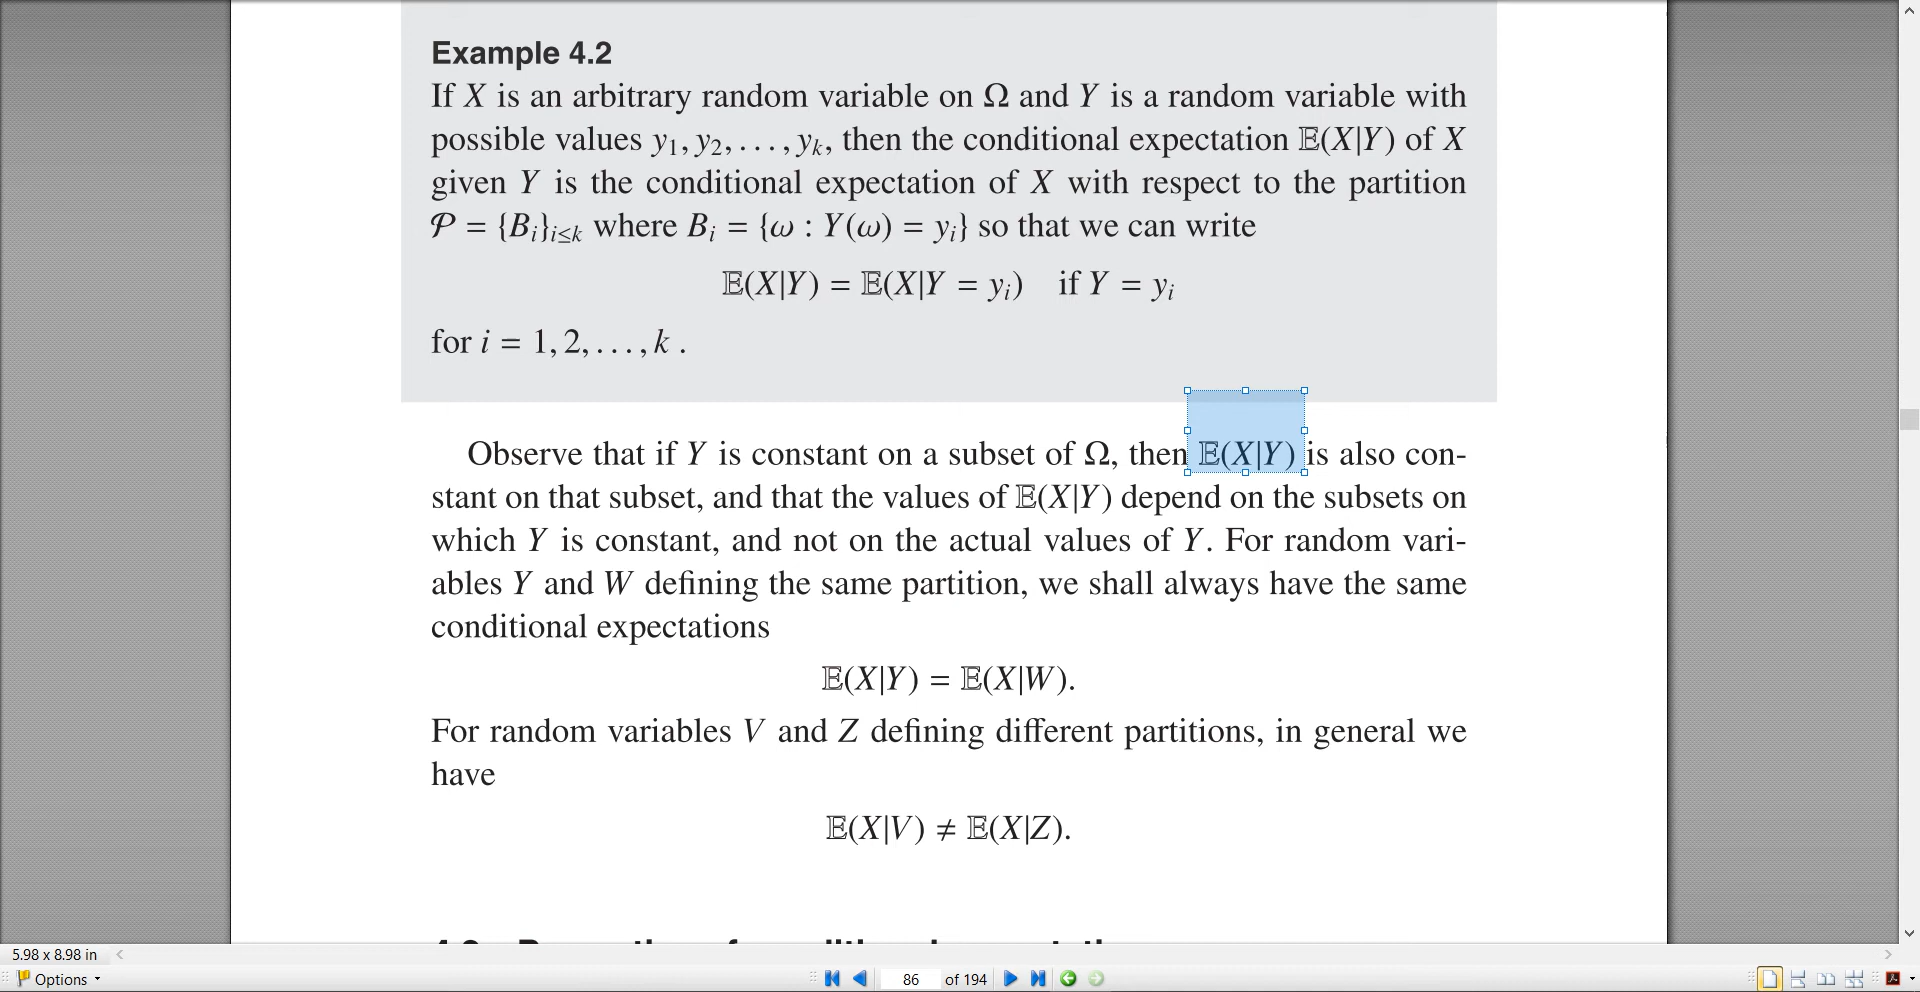 Example 4.2
If X is an arbitrary random variable on Ω and Y is a random variable with
possible values y₁, y₂, . . . , yₖ, then the conditional expectation 𝔼(X|Y) of X
given Y is the conditional expectation of X with respect to the partition
𝒫 = {Bᵢ}ᵢ≤ₖ where Bᵢ = {ω : Y(ω) = yᵢ} so that we can write
𝔼(X|Y) = 𝔼(X|Y = yᵢ) if Y = yᵢ
for i = 1, 2, . . . , k .
Observe that if Y is constant on a subset of Ω, then 𝔼(X|Y) is also con-
stant on that subset, and that the values of 𝔼(X|Y) depend on the subsets on
which Y is constant, and not on the actual values of Y. For random vari-
ables Y and W defining the same partition, we shall always have the same
conditional expectations
𝔼(X|Y) = 𝔼(X|W).
For random variables V and Z defining different partitions, in general we
have
𝔼(X|V) ≠ 𝔼(X|Z).
5.98 x 8.98 in
Options
86 of 194